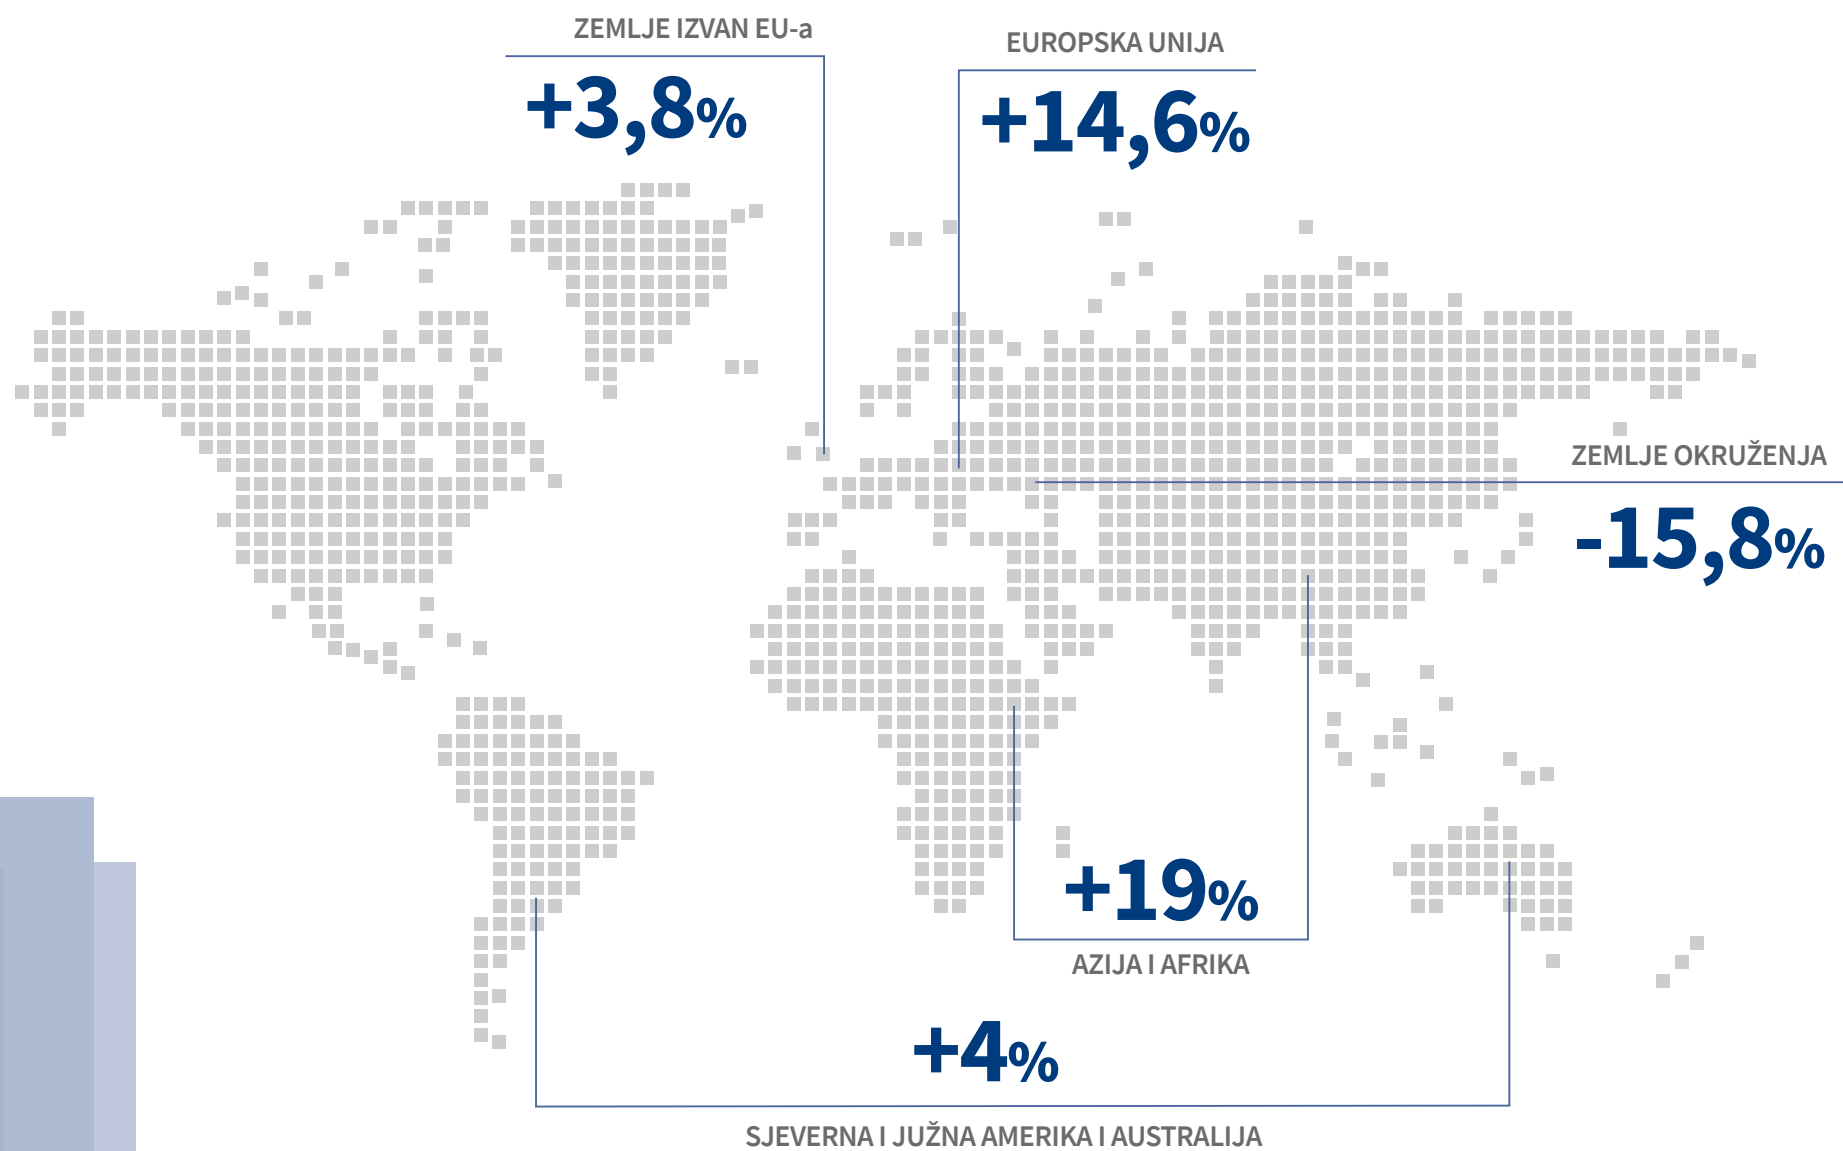 ZEMLJE IZVAN EU-a
+3,8%
EUROPSKA UNIJA
+14,6%
ZEMLJE OKRUŽENJA
-15,8%
+19%
AZIJA I AFRIKA
+4%
SJEVERNA I JUŽNA AMERIKA I AUSTRALIJA